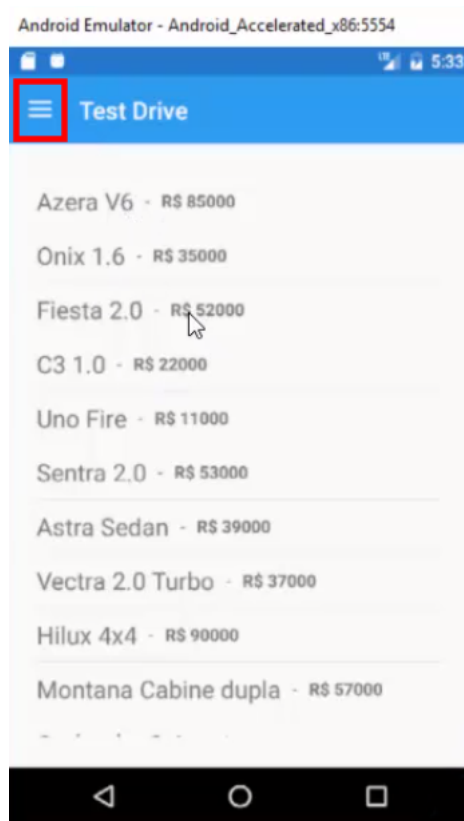 Android Emulator - Android_Accelerated_x86:5554
LTE 5:33
Test Drive
Azera V6 - R$ 85000
Onix 1.6 - R$ 35000
Fiesta 2.0 - R$ 52000
C3 1.0 - R$ 22000
Uno Fire - R$ 11000
Sentra 2.0 - R$ 53000
Astra Sedan - R$ 39000
Vectra 2.0 Turbo - R$ 37000
Hilux 4x4 - R$ 90000
Montana Cabine dupla - R$ 57000